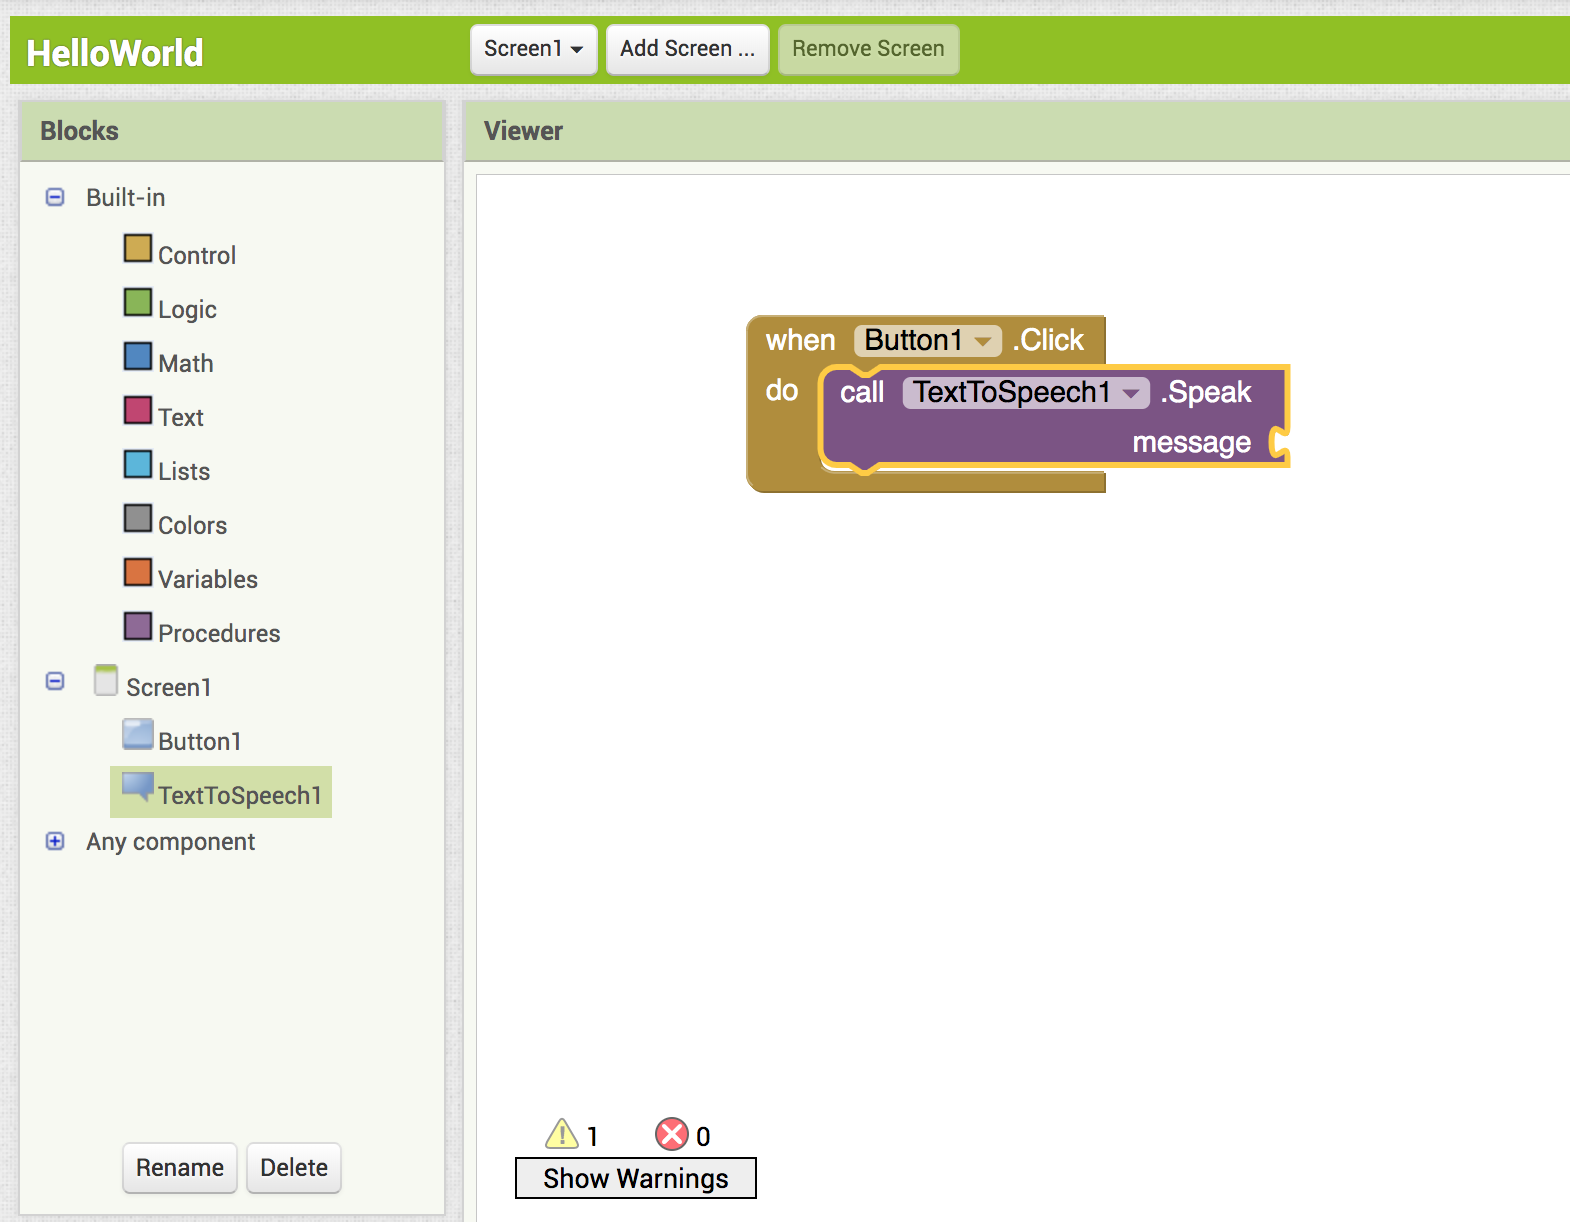 HelloWorld
Screen1
Add Screen ...
Remove Screen
Blocks
Built-in
Control
Logic
Math
Text
Lists
Colors
Variables
Procedures
Screen1
Button1
TextToSpeech1
Any component
Rename
Delete
Viewer
when Button1 .Click
do call TextToSpeech1 .Speak
message
1
0
Show Warnings